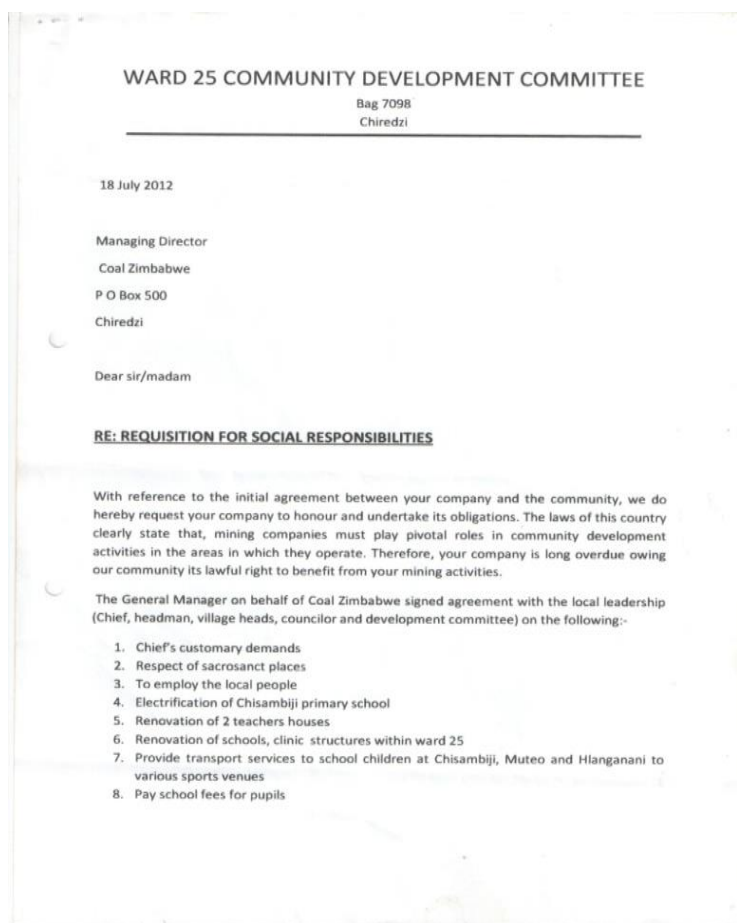 WARD 25 COMMUNITY DEVELOPMENT COMMITTEE
Bag 7098
Chiredzi
18 July 2012
Managing Director
Coal Zimbabwe
P O Box 500
Chiredzi
Dear sir/madam
RE: REQUISITION FOR SOCIAL RESPONSIBILITIES
With reference to the initial agreement between your company and the community, we do
hereby request your company to honour and undertake its obligations. The laws of this country
clearly state that, mining companies must play pivotal roles in community development
activities in the areas in which they operate. Therefore, your company is long overdue owing
our community its lawful right to benefit from your mining activities.
The General Manager on behalf of Coal Zimbabwe signed agreement with the local leadership
(Chief, headman, village heads, councilor and development committee) on the following:-
1. Chief's customary demands
2. Respect of sacrosanct places
3. To employ the local people
4. Electrification of Chisambiji primary school
5. Renovation of 2 teachers houses
6. Renovation of schools, clinic structures within ward 25
7. Provide transport services to school children at Chisambiji, Muteo and Hlanganani to
various sports venues
8. Pay school fees for pupils